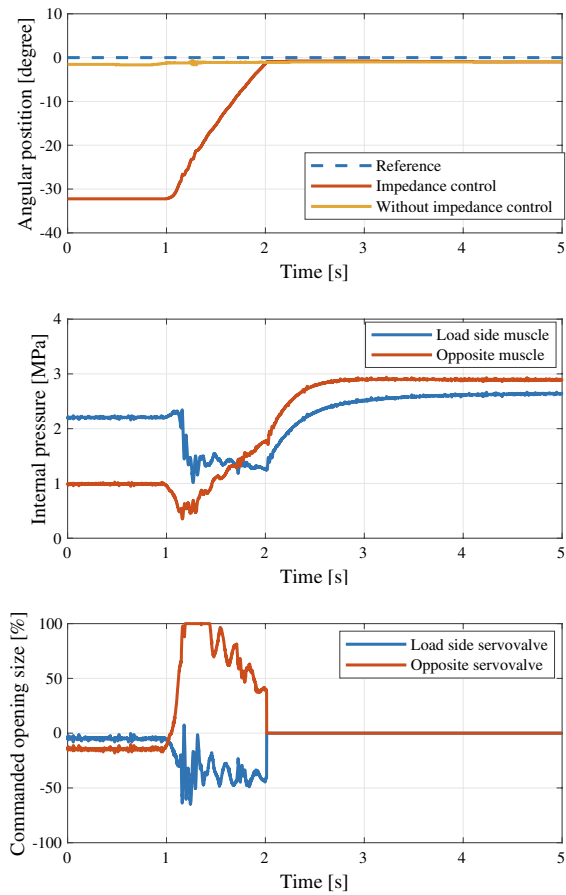 Angular postition [degree]
10
0
-10
-20
-30
-40
Reference
Impedance control
Without impedance control
0 1 2 3 4 5
Time [s]
Internal pressure [MPa]
4
3
2
1
0
Load side muscle
Opposite muscle
0 1 2 3 4 5
Time [s]
Commanded opening size [%]
100
50
0
-50
-100
Load side servovalve
Opposite servovalve
0 1 2 3 4 5
Time [s]